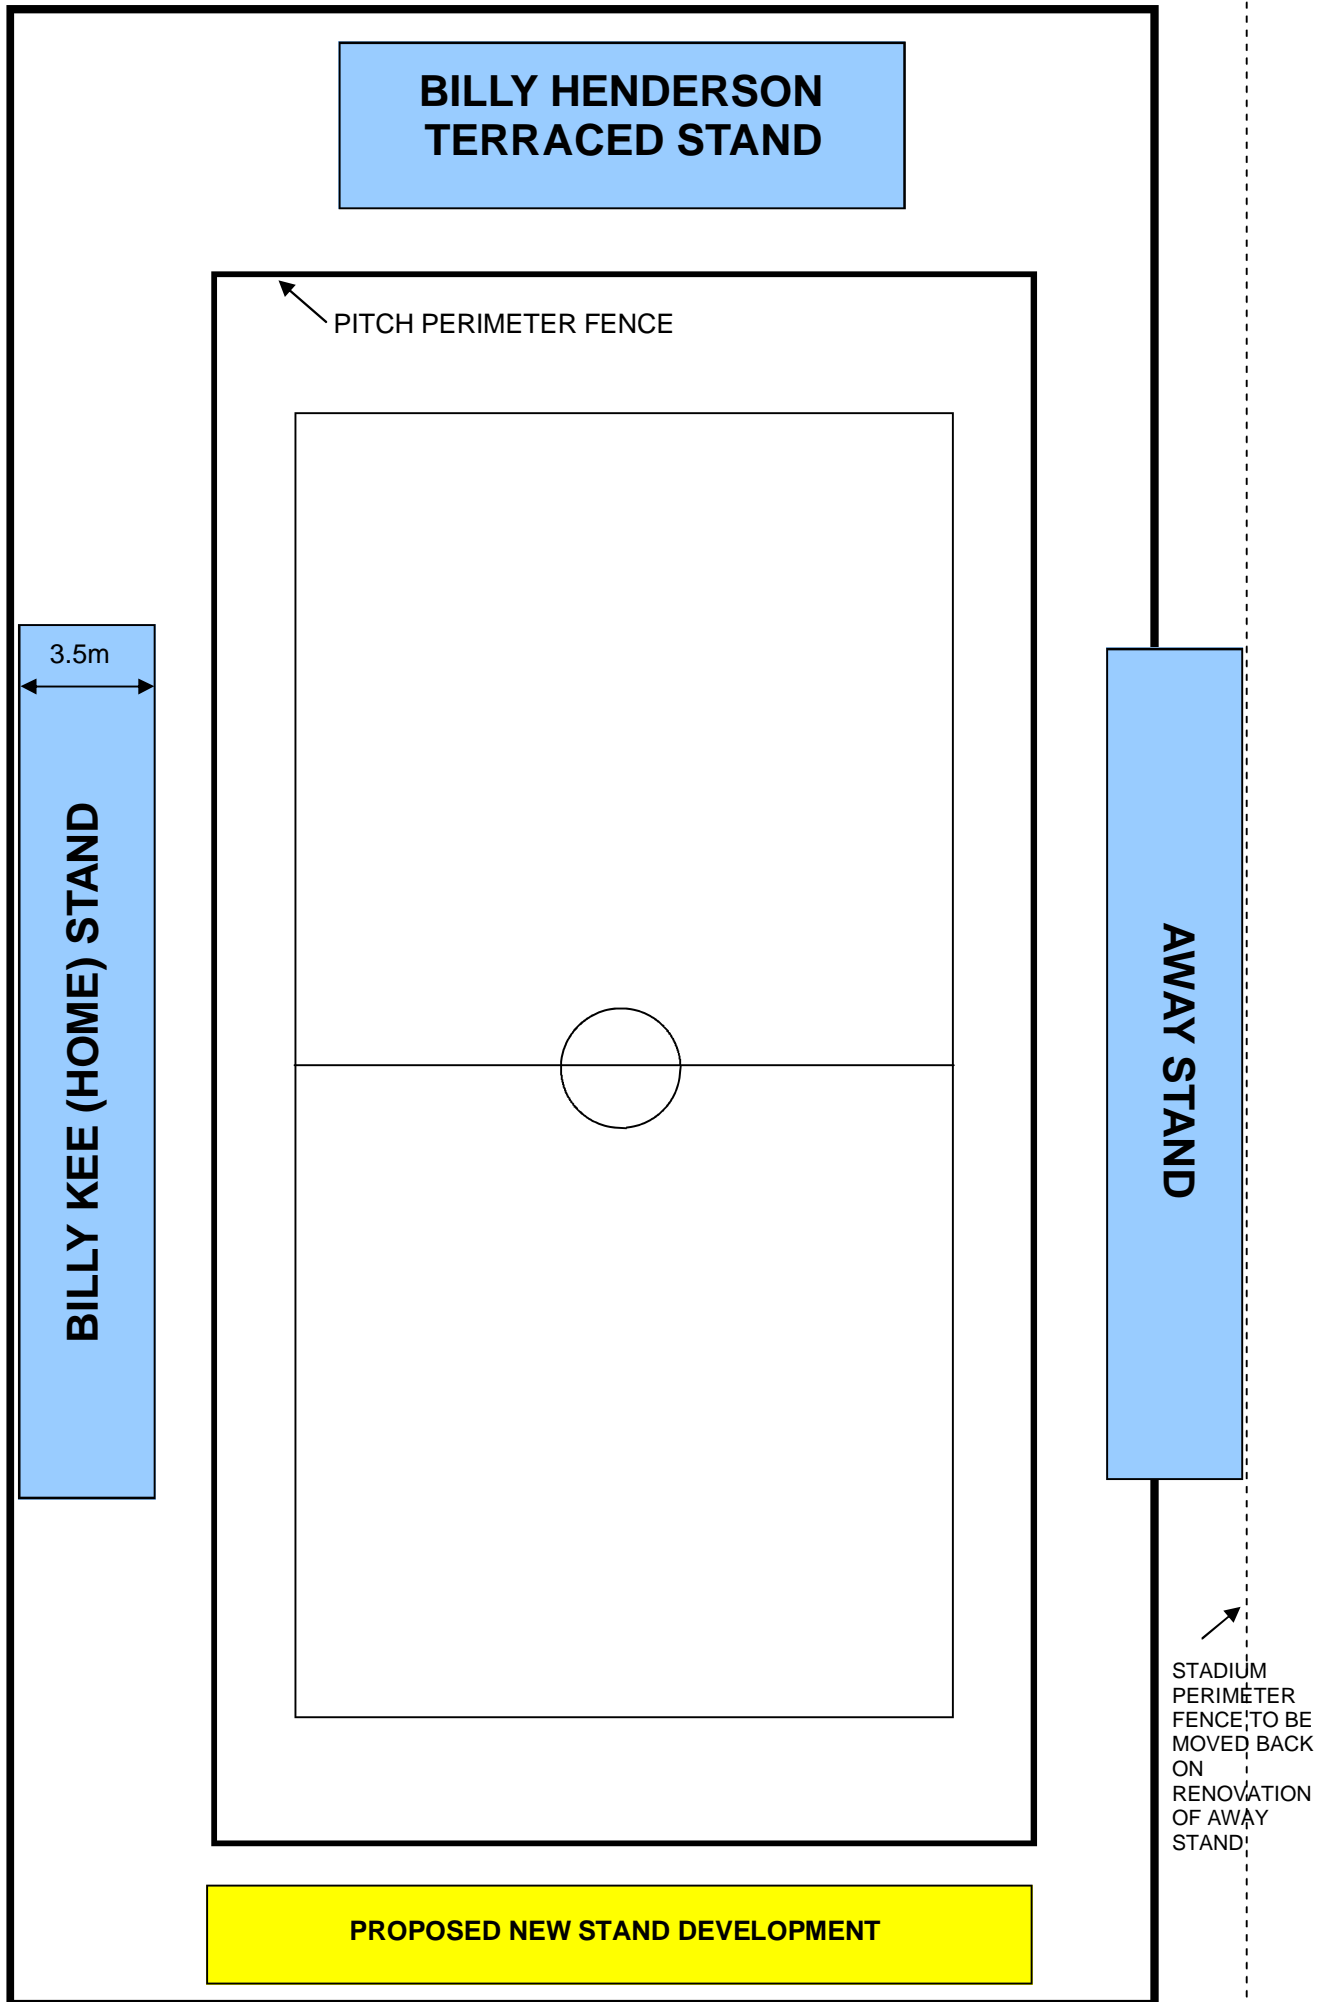 BILLY HENDERSON
TERRACED STAND
PITCH PERIMETER FENCE
3.5m
BILLY KEE (HOME) STAND
AWAY STAND
STADIUM
PERIMETER
FENCE TO BE
MOVED BACK
ON
RENOVATION
OF AWAY
STAND
PROPOSED NEW STAND DEVELOPMENT